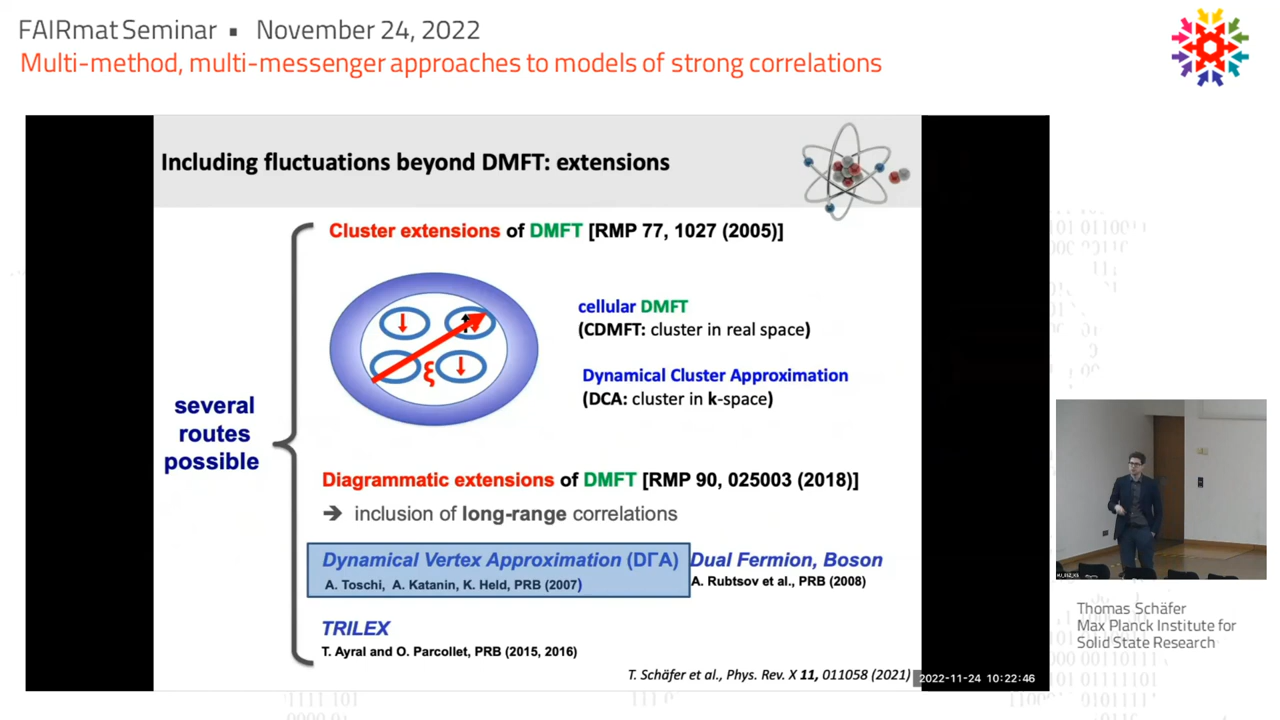 FAIRmat Seminar ▪ November 24, 2022
Multi-method, multi-messenger approaches to models of strong correlations
Including fluctuations beyond DMFT: extensions
several
routes
possible
Cluster extensions of DMFT [RMP 77, 1027 (2005)]
ξ
cellular DMFT
(CDMFT: cluster in real space)
Dynamical Cluster Approximation
(DCA: cluster in k-space)
Diagrammatic extensions of DMFT [RMP 90, 025003 (2018)]
➔ inclusion of long-range correlations
Dynamical Vertex Approximation (DΓA)
A. Toschi, A. Katanin, K. Held, PRB (2007)
Dual Fermion, Boson
A. Rubtsov et al., PRB (2008)
TRILEX
T. Ayral and O. Parcollet, PRB (2015, 2016)
T. Schäfer et al., Phys. Rev. X 11, 011058 (2021)
2022-11-24 10:22:46
Thomas Schäfer
Max Planck Institute for
Solid State Research